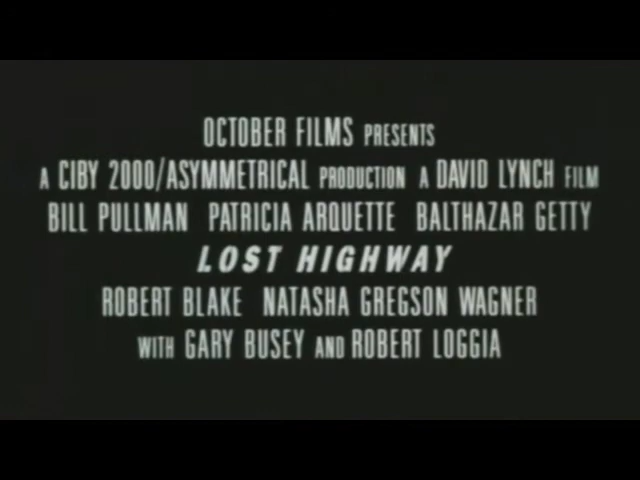 OCTOBER FILMS PRESENTS
A CIBY 2000/ASYMMETRICAL PRODUCTION A DAVID LYNCH FILM
BILL PULLMAN PATRICIA ARQUETTE BALTHAZAR GETTY
LOST HIGHWAY
ROBERT BLAKE NATASHA GREGSON WAGNER
WITH GARY BUSEY AND ROBERT LOGGIA